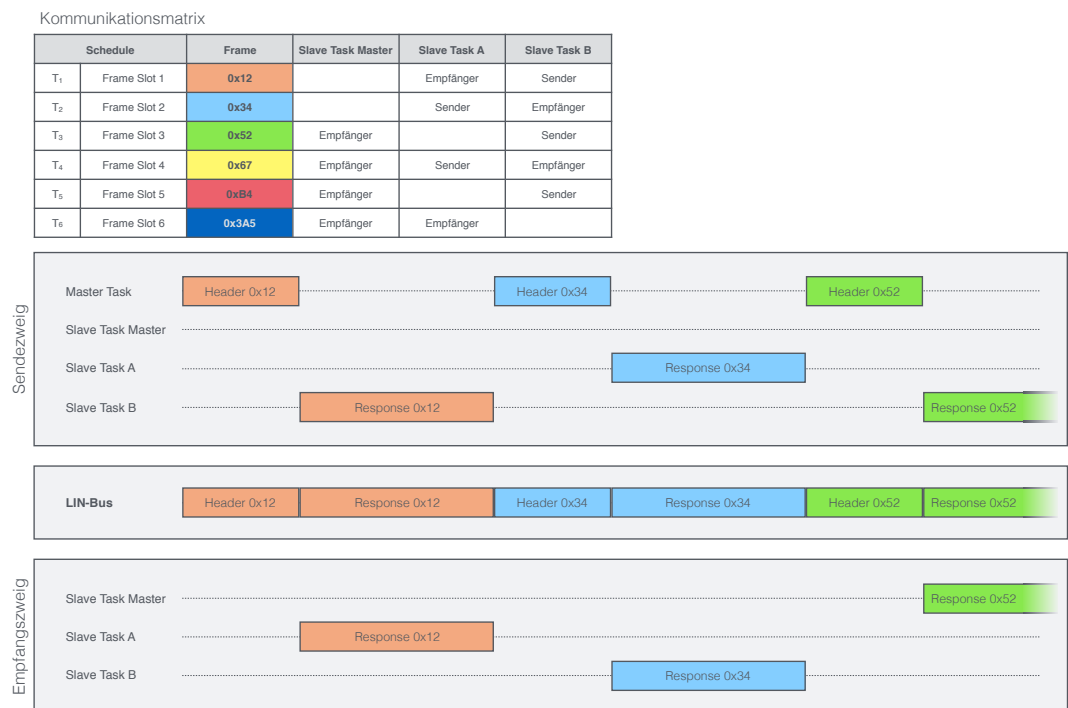 Kommunikationsmatrix
Schedule Frame Slave Task Master Slave Task A Slave Task B
T₁ Frame Slot 1 0x12 Empfänger Sender
T₂ Frame Slot 2 0x34 Sender Empfänger
T₃ Frame Slot 3 0x52 Empfänger Sender
T₄ Frame Slot 4 0x67 Empfänger Sender Empfänger
T₅ Frame Slot 5 0xB4 Empfänger Sender
T₆ Frame Slot 6 0x3A5 Empfänger Empfänger
Sendezweig
Master Task Header 0x12 Header 0x34 Header 0x52
Slave Task Master
Slave Task A Response 0x34
Slave Task B Response 0x12 Response 0x52
LIN-Bus Header 0x12 Response 0x12 Header 0x34 Response 0x34 Header 0x52 Response 0x52
Empfangszweig
Slave Task Master Response 0x52
Slave Task A Response 0x12
Slave Task B Response 0x34